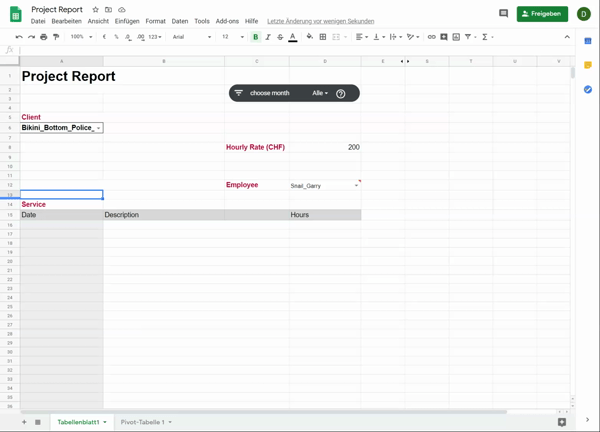 Project Report
Freigeben
D
Datei Bearbeiten Ansicht Einfügen Format Daten Tools Add-ons Hilfe Letzte Änderung vor wenigen Sekunden
100% € % .0 .00 123 Arial 12 B I S A
fx
A B C D E
1 Project Report
2
choose month Alle
3
4
5 Client
6 Bikini_Bottom_Police_
7
8 Hourly Rate (CHF) 200
9
10
11
12 Employee Snail_Garry
13
14 Service
15 Date Description Hours
16
17
18
19
20
21
22
23
24
25
26
27
28
29
30
31
32
33
34
35
36
Tabellenblatt1 Pivot-Tabelle 1